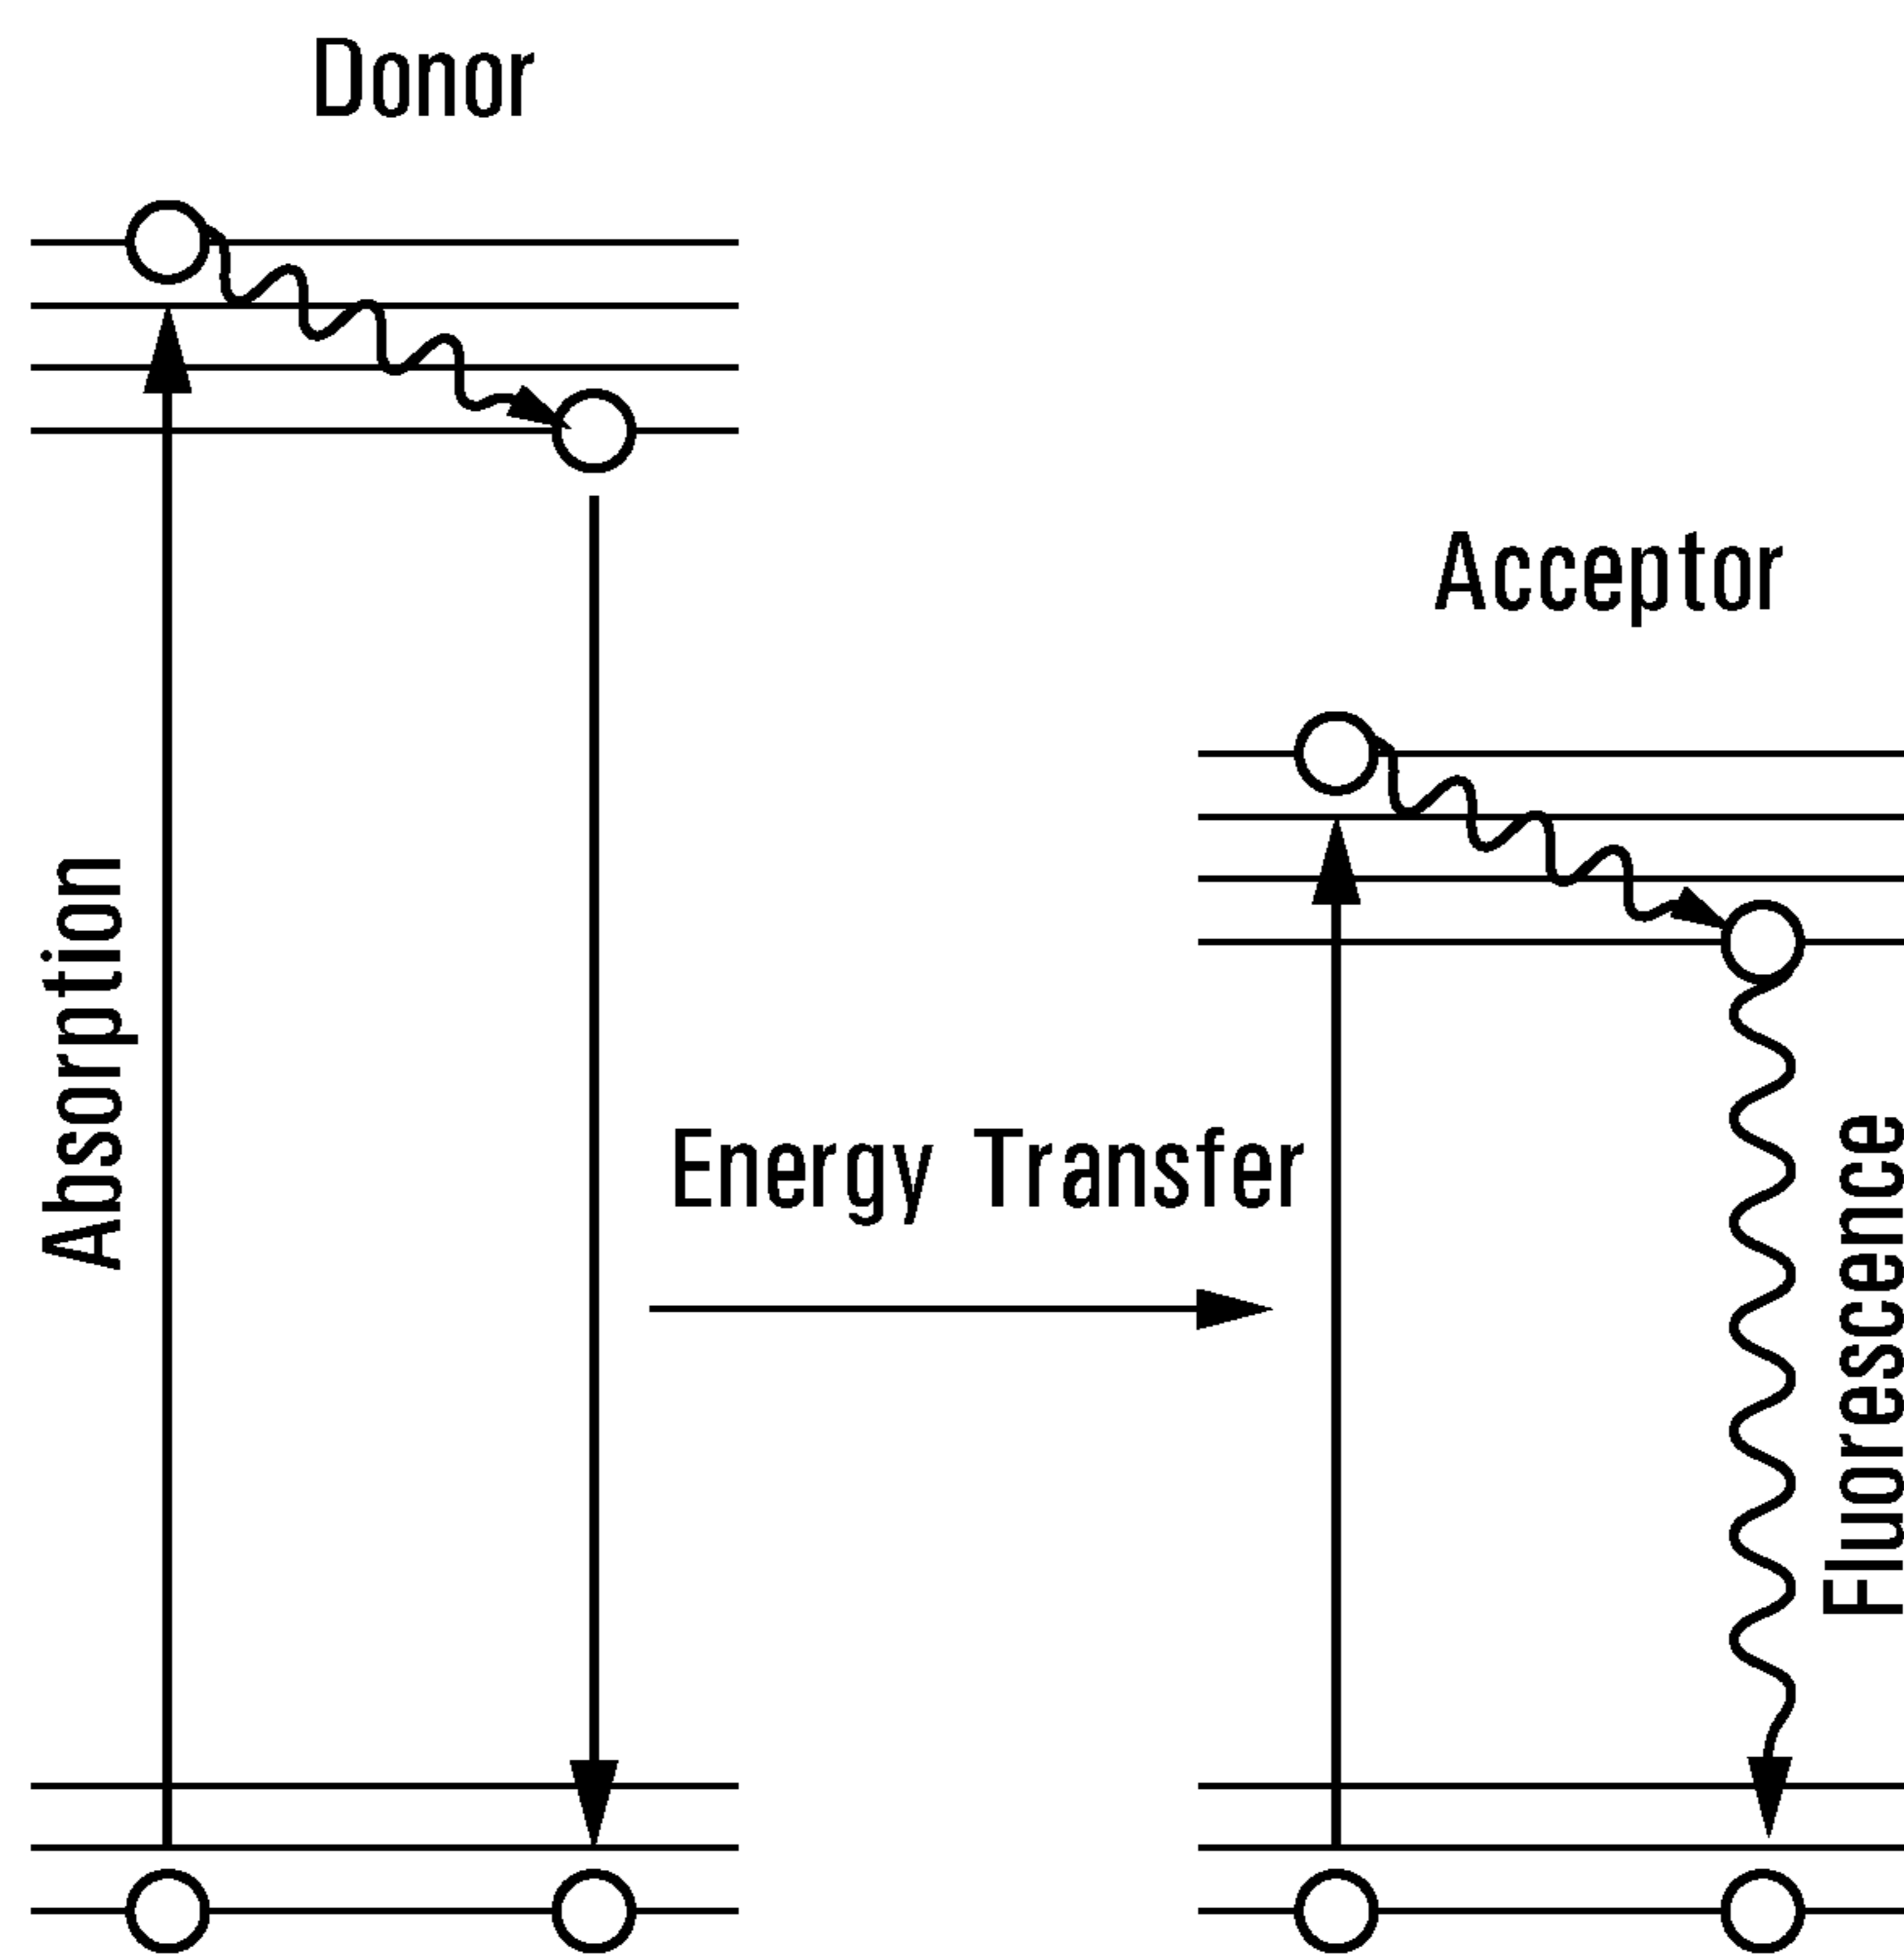 Donor
Acceptor
Absorption
Energy Transfer
Fluorescence